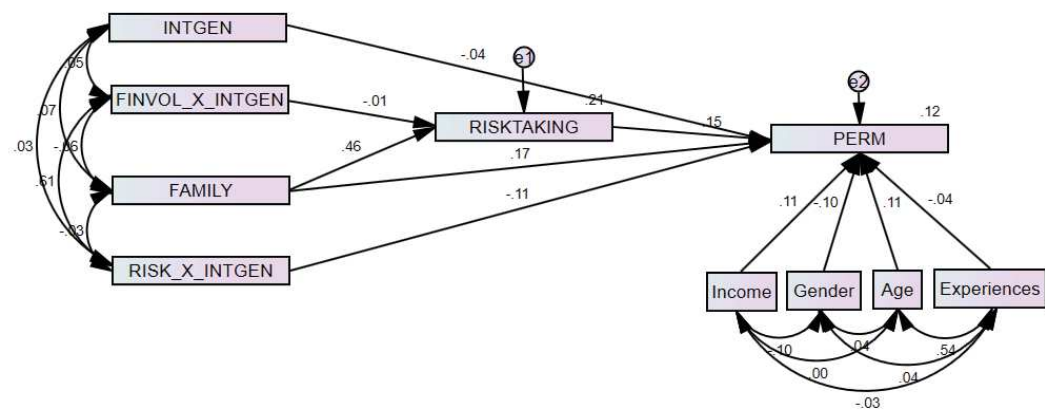 INTGEN
-.04
e1
e2
.05
FINVOL_X_INTGEN
-.01
.21
.12
.07
RISKTAKING
.15
PERM
.03
-.06
.46
.17
.61
FAMILY
-.11
.11
-.10
.11
-.04
-.03
RISK_X_INTGEN
Income
Gender
Age
Experiences
-.10
.04
.54
.00
.04
-.03